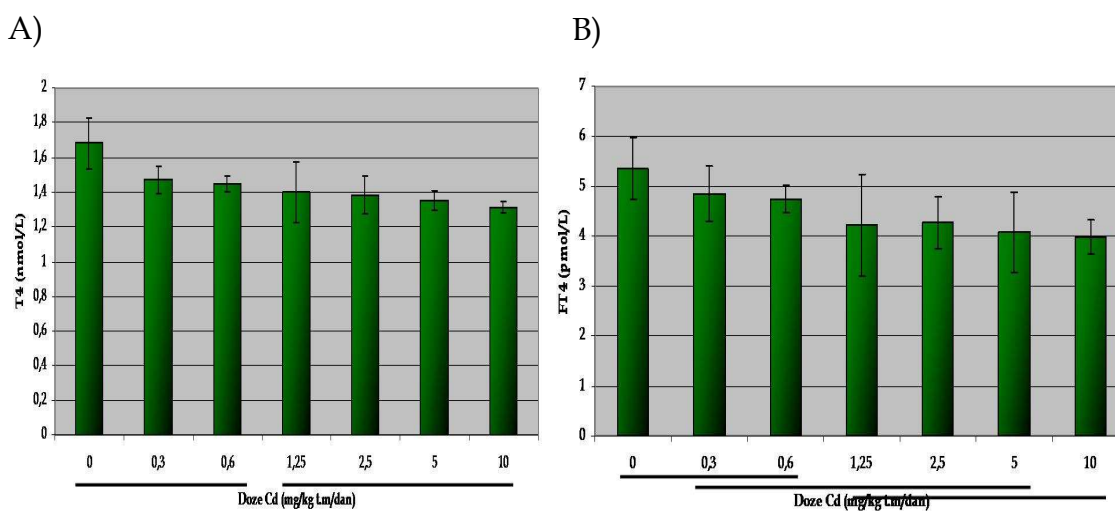 A)
B)
T4 (nmol/L)
2
1,8
1,6
1,4
1,2
1
0,8
0,6
0,4
0,2
0
0 0,3 0,6 1,25 2,5 5 10
Doze Cd (mg/kg t.m/dan)
FT4 (pmol/L)
7
6
5
4
3
2
1
0
0 0,3 0,6 1,25 2,5 5 10
Doze Cd (mg/kg t.m/dan)